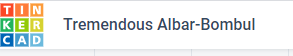 TIN
KER
CAD
Tremendous Albar-Bombul